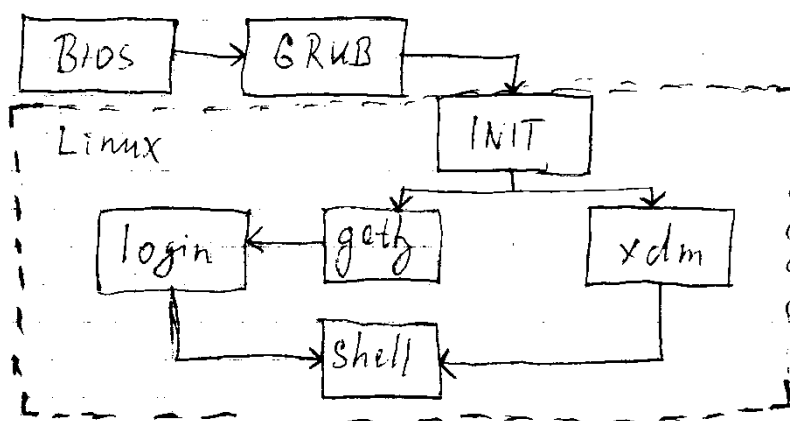 BIOS
GRUB
INIT
Linux
login
getty
xdm
shell